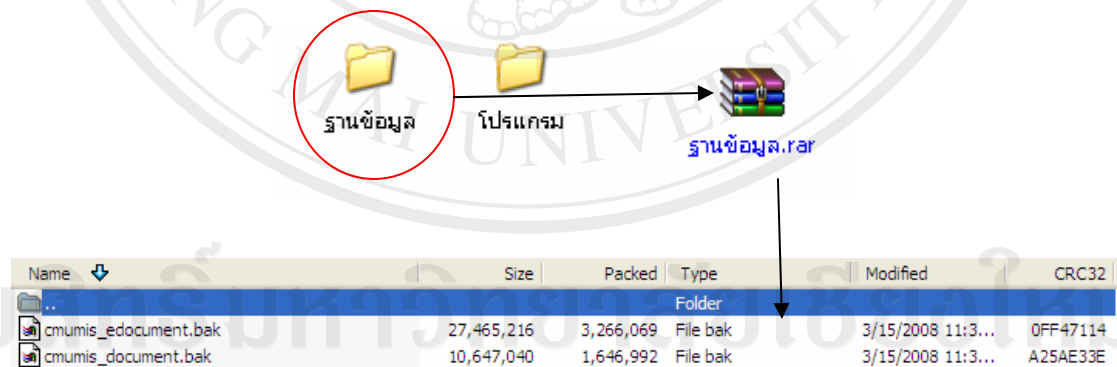 ฐานข้อมูล
โปรแกรม
ฐานข้อมูล.rar
Name Size Packed Type Modified CRC32
.. Folder
cmumis_edocument.bak 27,465,216 3,266,069 File bak 3/15/2008 11:3... 0FF47114
cmumis_document.bak 10,647,040 1,646,992 File bak 3/15/2008 11:3... A25AE33E